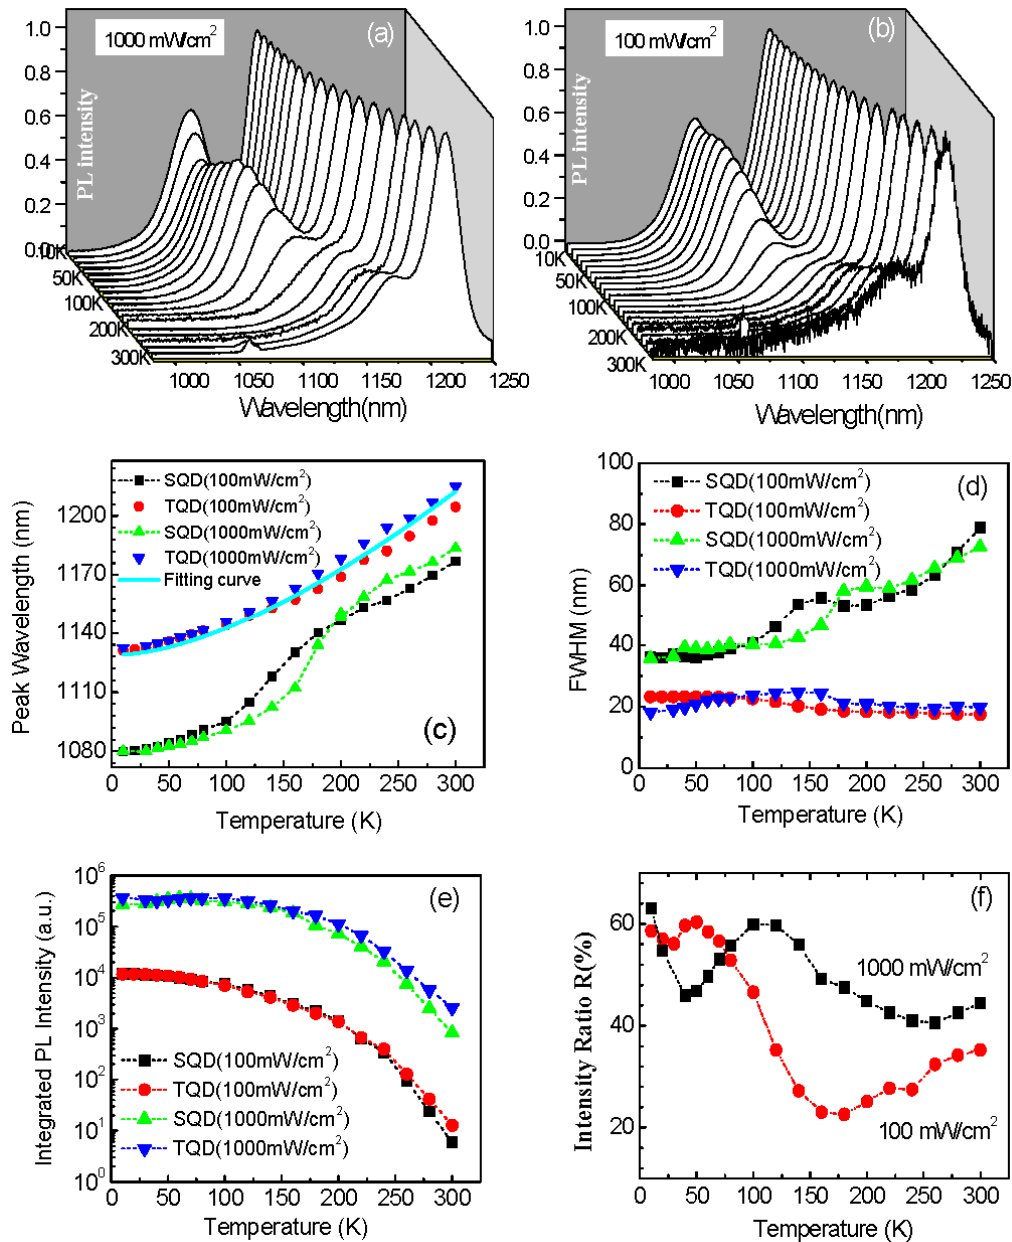 1000 mW/cm²
(a)
PL intensity
1.0
0.8
0.6
0.4
0.2
0.0
10K
50K
100K
200K
300K
1000 1050 1100 1150 1200 1250
Wavelength(nm)
100 mW/cm²
(b)
PL intensity
1.0
0.8
0.6
0.4
0.2
0.0
10K
50K
100K
200K
300K
1000 1050 1100 1150 1200 1250
Wavelength(nm)
SQD(100mW/cm²)
TQD(100mW/cm²)
SQD(1000mW/cm²)
TQD(1000mW/cm²)
Fitting curve
(c)
Peak Wavelength (nm)
1200
1170
1140
1110
1080
0 50 100 150 200 250 300
Temperature (K)
SQD(100mW/cm²)
TQD(100mW/cm²)
SQD(1000mW/cm²)
TQD(1000mW/cm²)
(d)
FWHM (nm)
100
80
60
40
20
0
0 50 100 150 200 250 300
Temperature (K)
(e)
Integrated PL Intensity (a.u.)
10⁶
10⁵
10⁴
10³
10²
10¹
10⁰
SQD(100mW/cm²)
TQD(100mW/cm²)
SQD(1000mW/cm²)
TQD(1000mW/cm²)
0 50 100 150 200 250 300
Temperature (K)
(f)
Intensity Ratio R(%)
60
40
20
1000 mW/cm²
100 mW/cm²
0 50 100 150 200 250 300
Temperature (K)